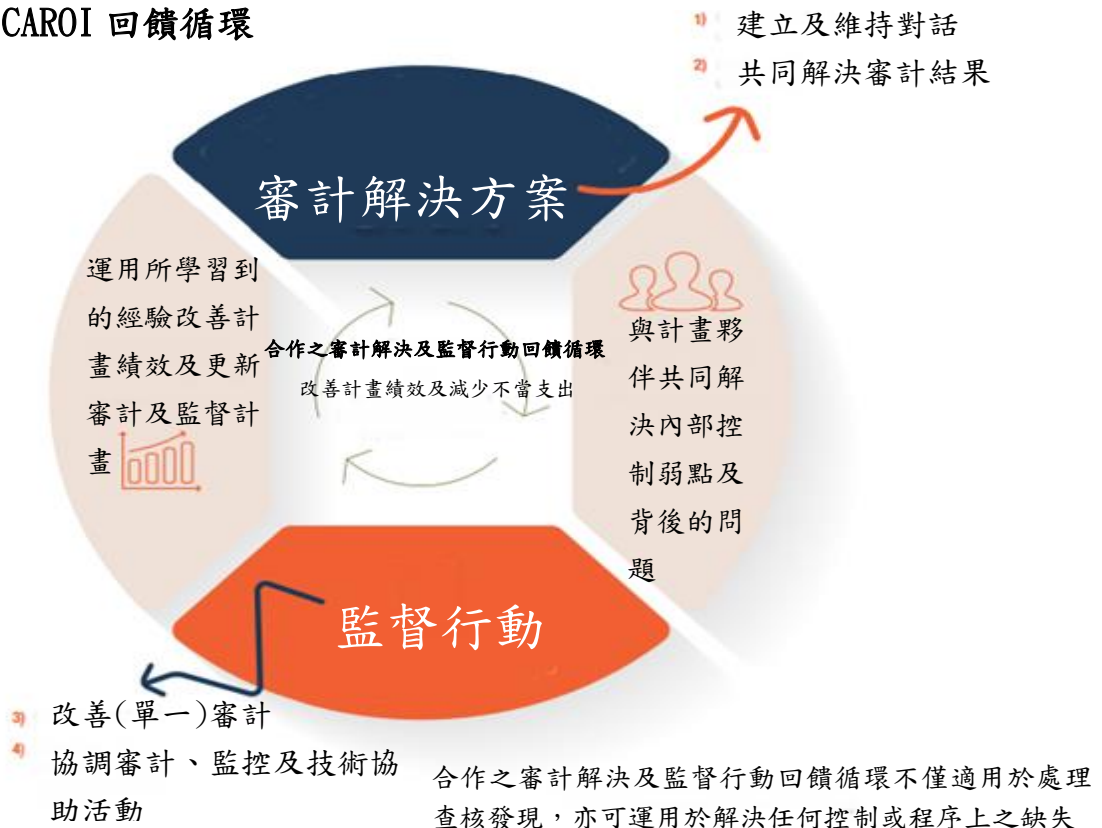 CAROI 回饋循環
1) 建立及維持對話
2) 共同解決審計結果
審計解決方案
運用所學習到
的經驗改善計
畫績效及更新
審計及監督計
畫
合作之審計解決及監督行動回饋循環
改善計畫績效及減少不當支出
與計畫夥
伴共同解
決內部控
制弱點及
背後的問
題
監督行動
3) 改善(單一)審計
4) 協調審計、監控及技術協
助活動
合作之審計解決及監督行動回饋循環不僅適用於處理
查核發現，亦可運用於解決任何控制或程序上之缺失